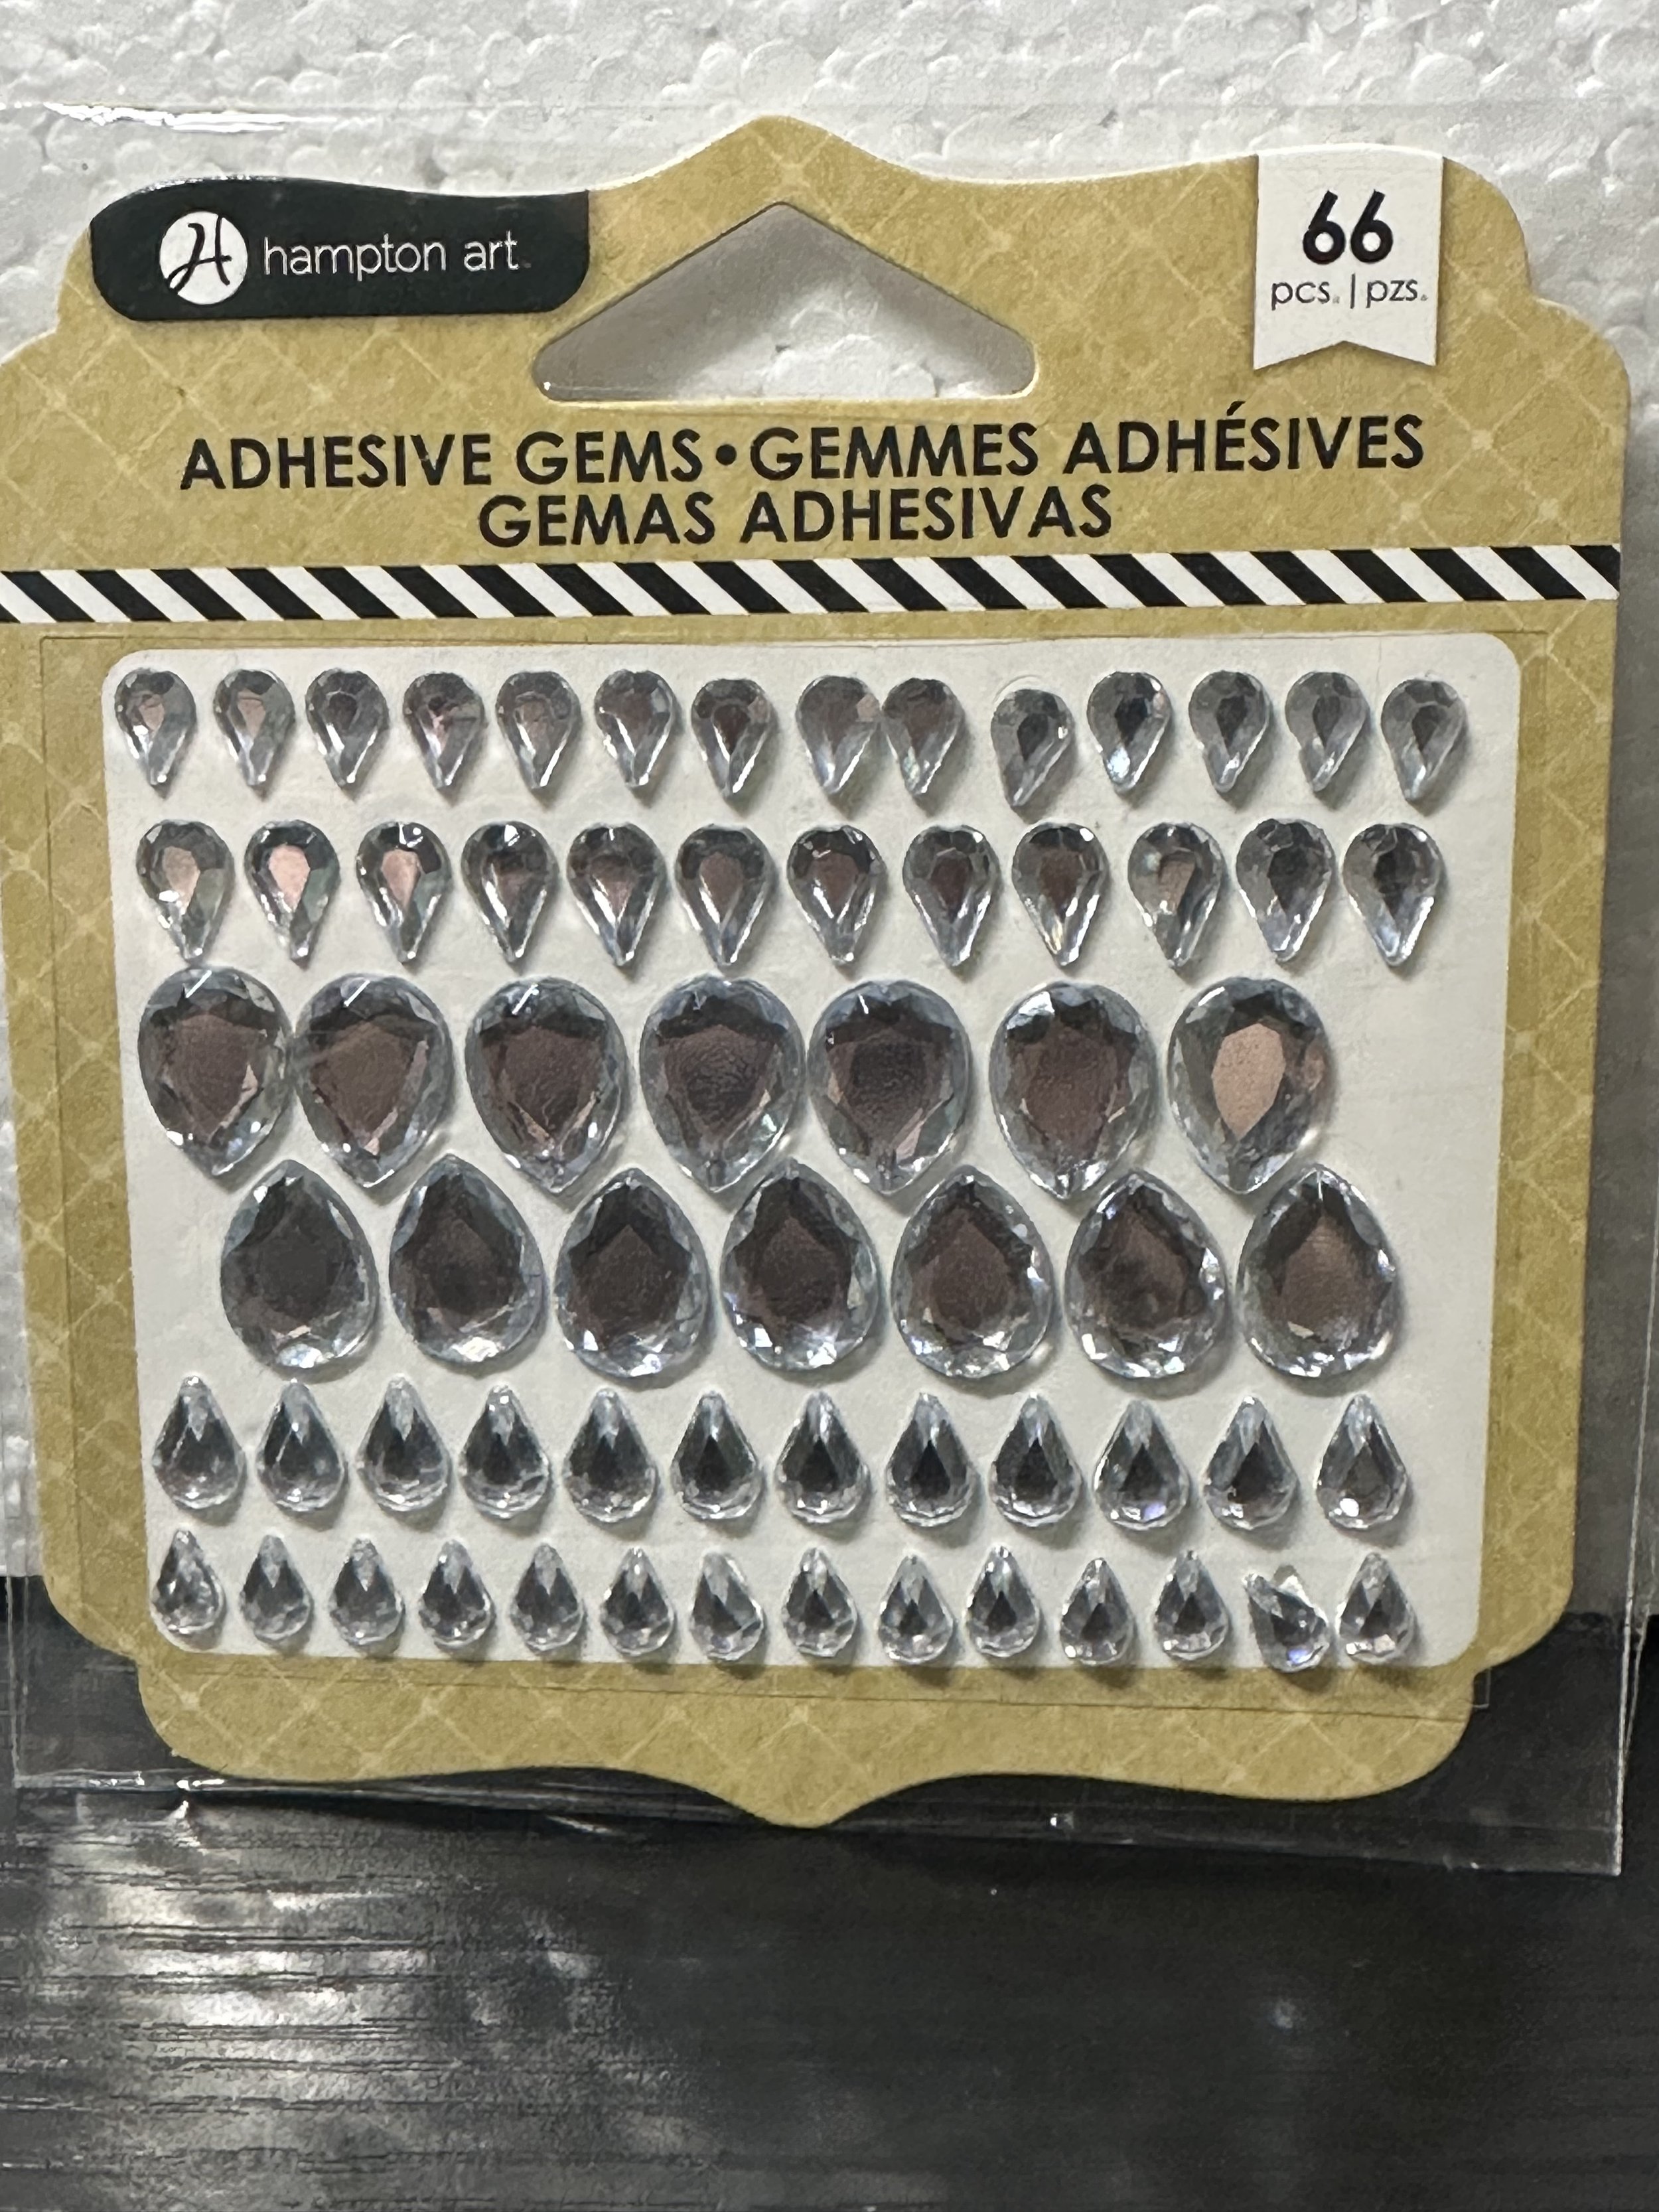 H hampton art
66
pcs. | pzs.
ADHESIVE GEMS • GEMMES ADHÉSIVES
GEMAS ADHESIVAS